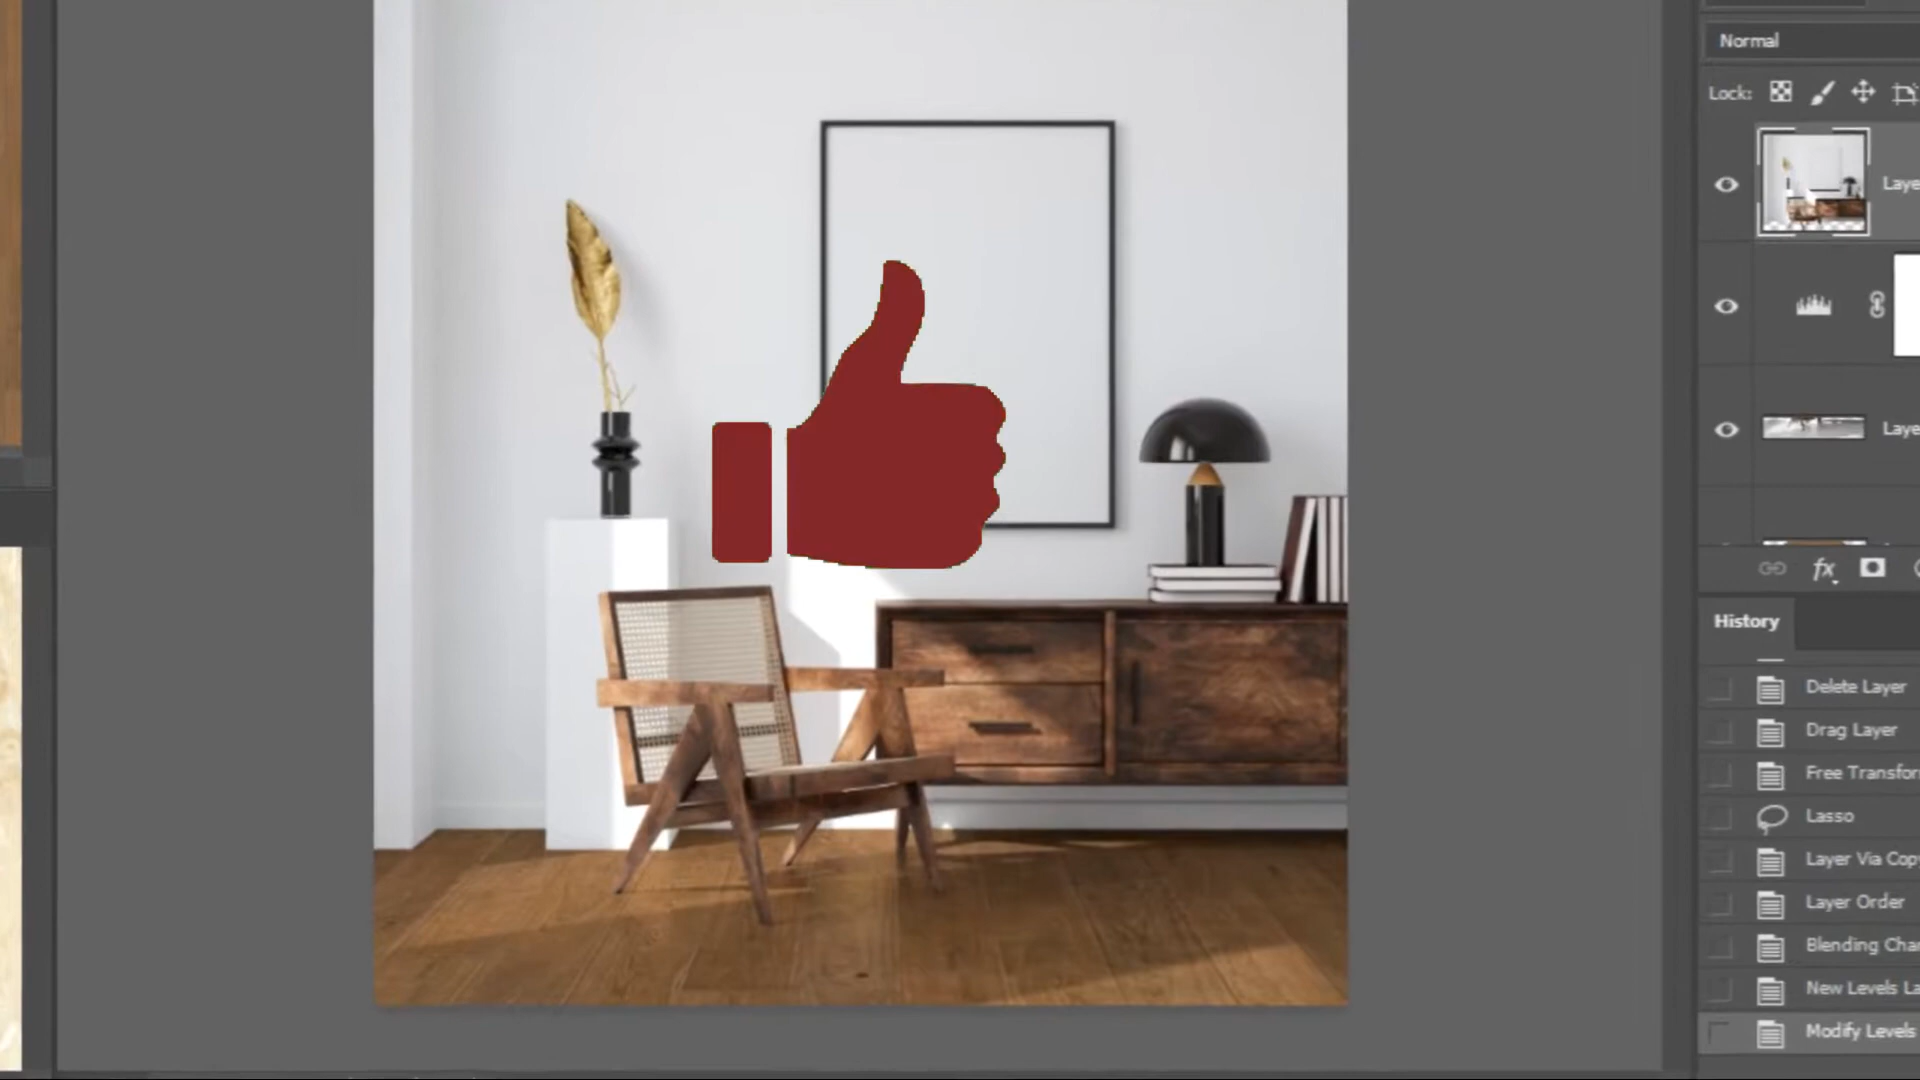 Normal
Lock:
Laye
Laye
fx
History
Delete Layer
Drag Layer
Free Transfor
Lasso
Layer Via Cop
Layer Order
Blending Cha
New Levels La
Modify Levels